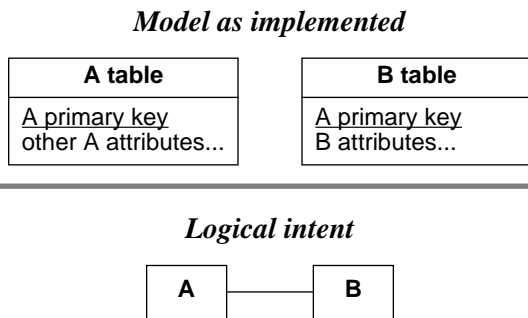 Model as implemented
A table
B table
A primary key
other A attributes...
A primary key
B attributes...
Logical intent
A
B